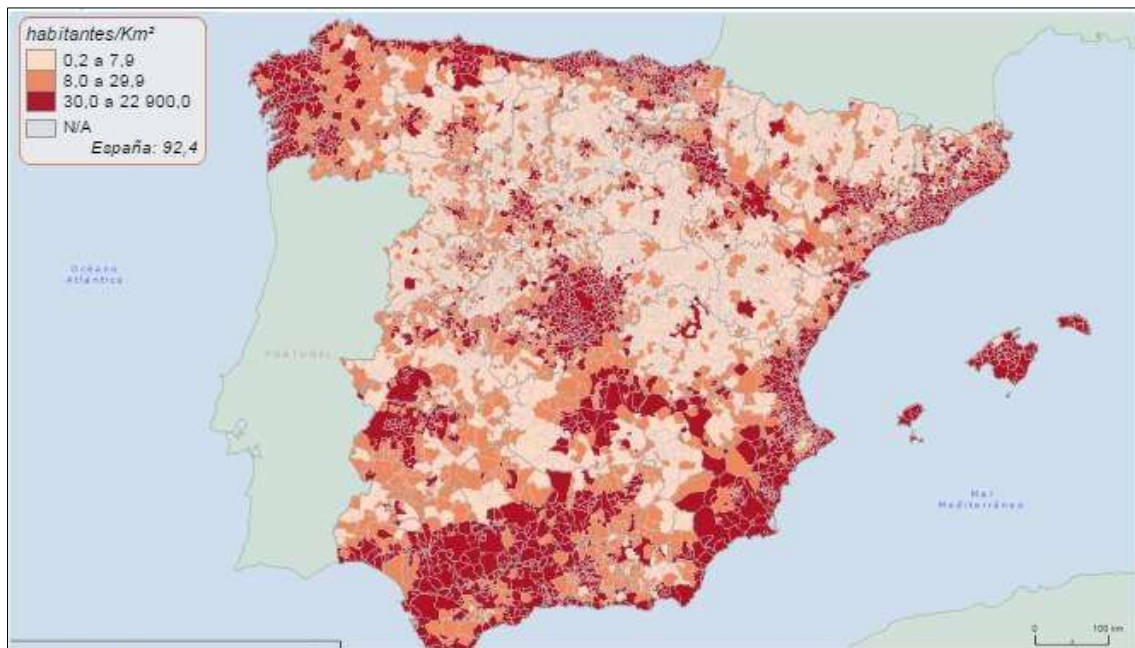 habitantes/Km²
0,2 a 7,9
8,0 a 29,9
30,0 a 22 900,0
N/A
España: 92,4
Océano
Atlántico
PORTUGAL
Mar
Mediterráneo
0 100 km